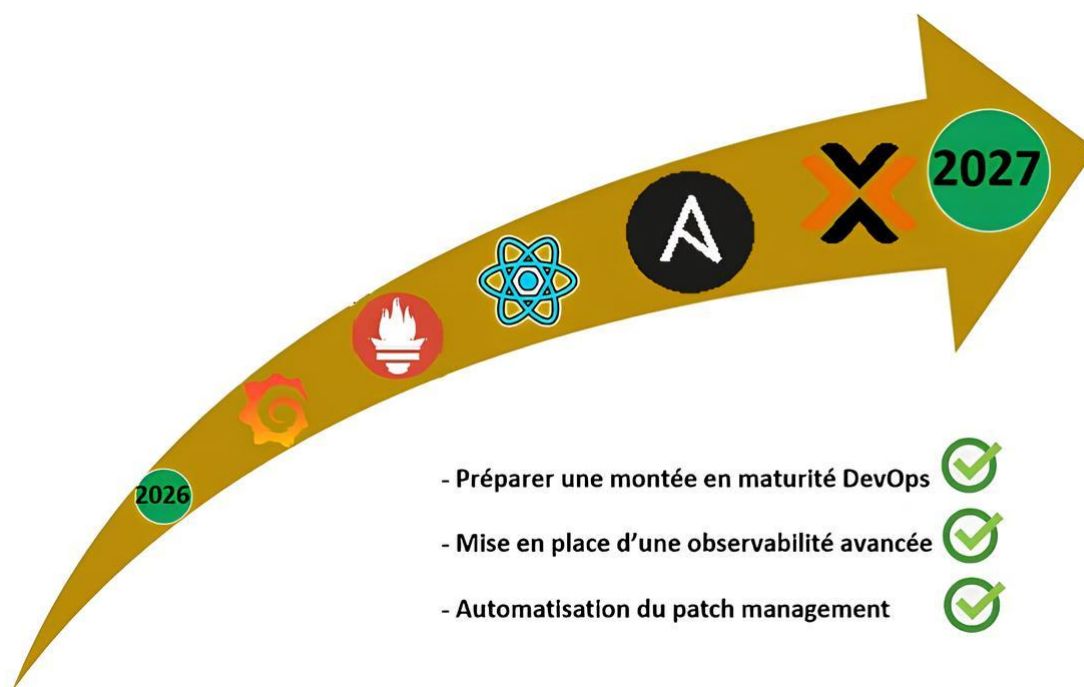 2027
2026
- Préparer une montée en maturité DevOps
- Mise en place d’une observabilité avancée
- Automatisation du patch management